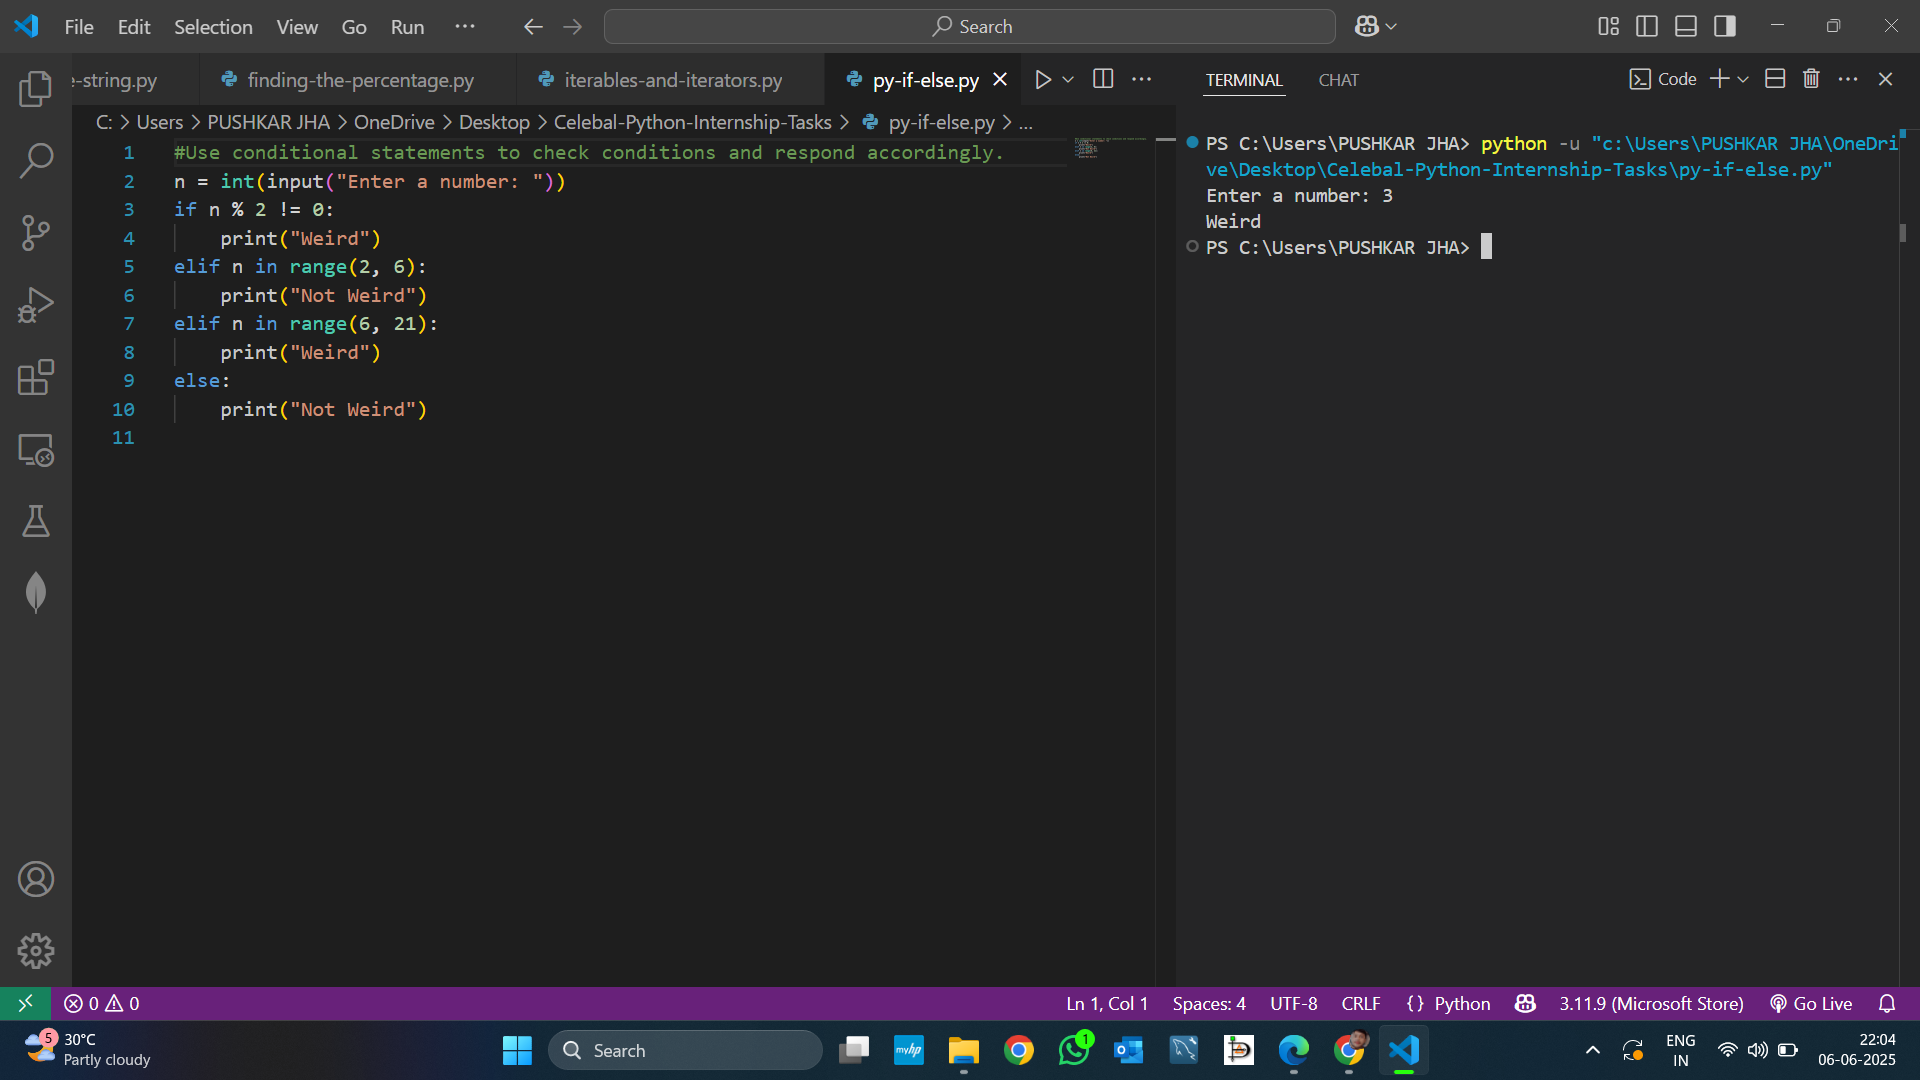 File Edit Selection View Go Run ··· Search
e-string.py finding-the-percentage.py iterables-and-iterators.py py-if-else.py
C: > Users > PUSHKAR JHA > OneDrive > Desktop > Celebal-Python-Internship-Tasks > py-if-else.py > ...
1 #Use conditional statements to check conditions and respond accordingly.
2 n = int(input("Enter a number: "))
3 if n % 2 != 0:
4     print("Weird")
5 elif n in range(2, 6):
6     print("Not Weird")
7 elif n in range(6, 21):
8     print("Weird")
9 else:
10     print("Not Weird")
11
TERMINAL CHAT Code
PS C:\Users\PUSHKAR JHA> python -u "c:\Users\PUSHKAR JHA\OneDri
ve\Desktop\Celebal-Python-Internship-Tasks\py-if-else.py"
Enter a number: 3
Weird
PS C:\Users\PUSHKAR JHA>
0 0 Ln 1, Col 1 Spaces: 4 UTF-8 CRLF {} Python 3.11.9 (Microsoft Store) Go Live
5 30°C
Partly cloudy
Search
myhp
1
ENG
IN
22:04
06-06-2025